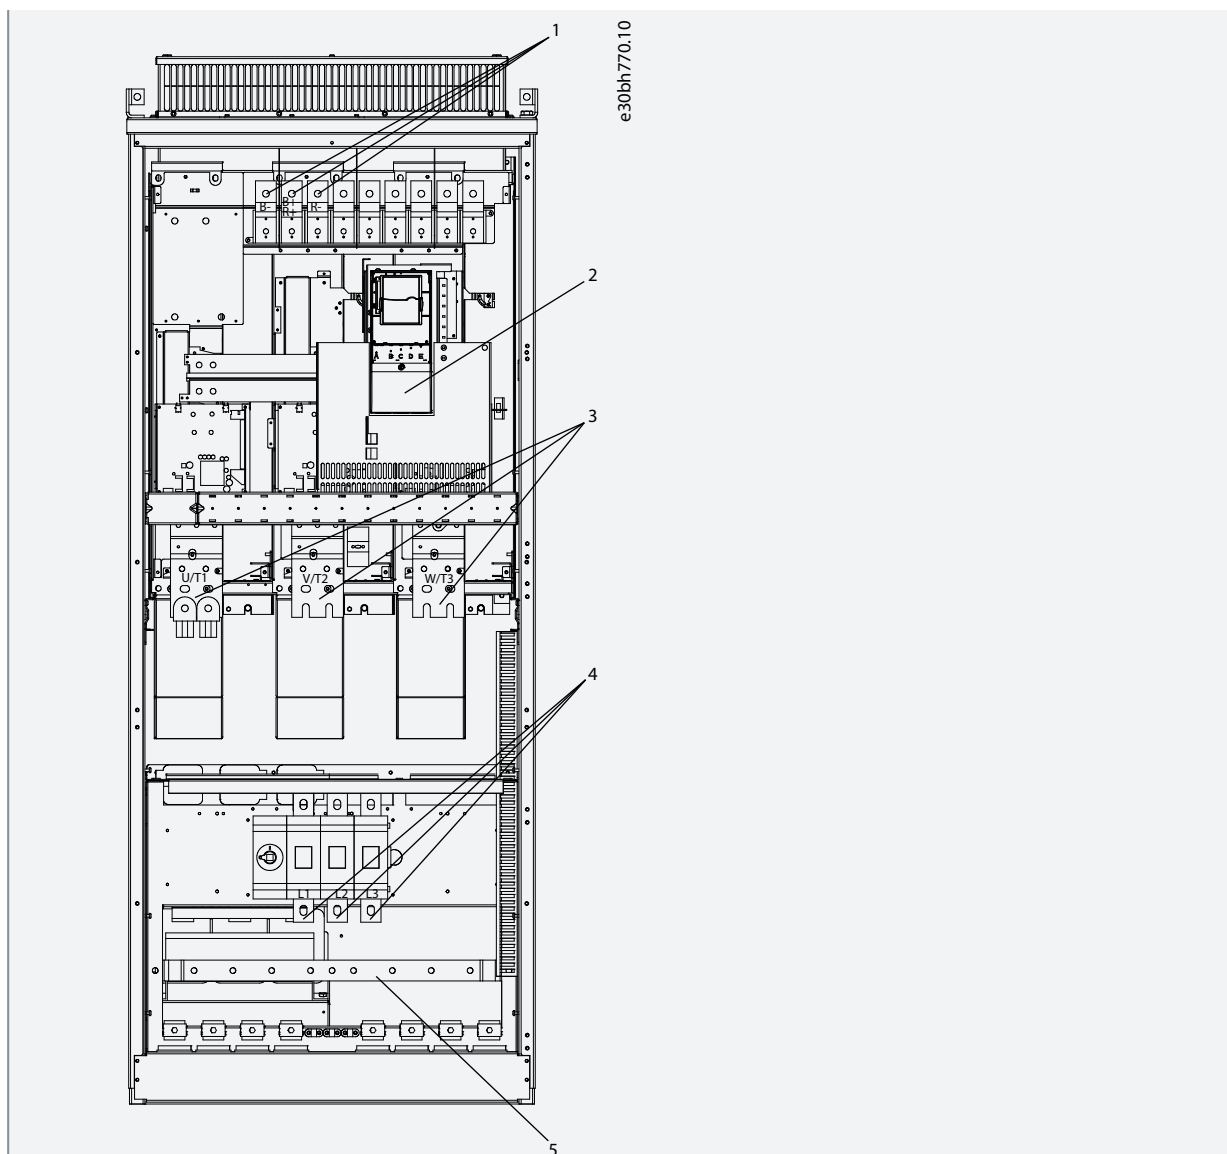 1
e30bh770.10
B-
B+
R+
R-
2
A B C D E
3
U/T1
V/T2
W/T3
4
L1
L2
L3
5